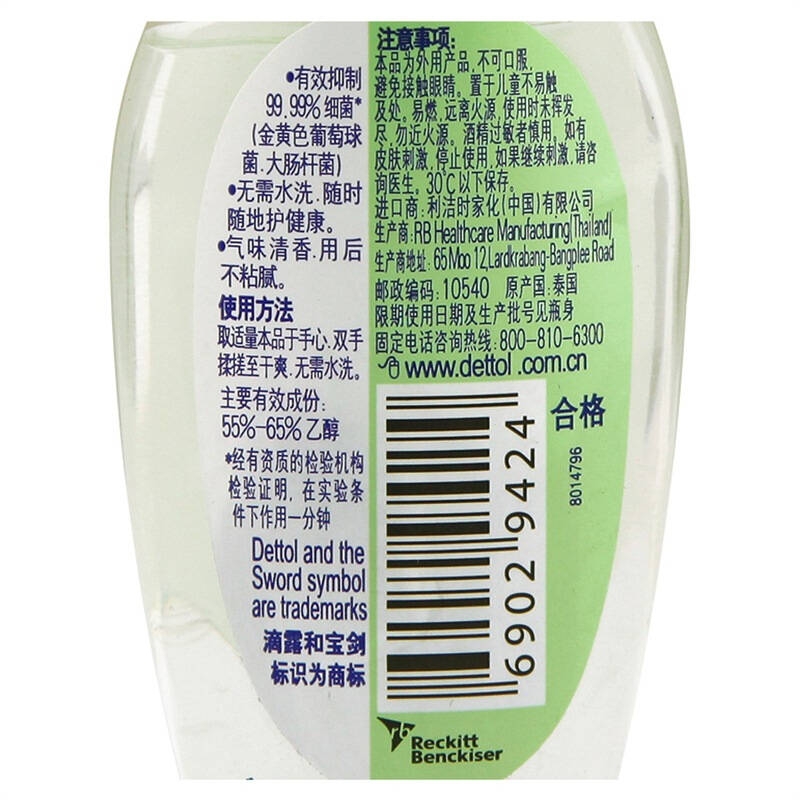 •有效抑制
99.99%细菌*
(金黄色葡萄球
菌.大肠杆菌)
•无需水洗.随时
随地护健康。
•气味清香.用后
不粘腻。
使用方法
取适量本品于手心.双手
揉搓至干爽.无需水洗。
主要有效成份:
55%-65%乙醇
*经有资质的检验机构
检验证明,在实验条
件下作用一分钟
Dettol and the
Sword symbol
are trademarks
滴露和宝剑
标识为商标
注意事项:
本品为外用产品,不可口服,
避免接触眼睛。置于儿童不易触
及处。易燃,远离火源,使用时未挥发
尽,勿近火源。酒精过敏者慎用,如有
皮肤刺激,停止使用,如果继续刺激,请咨
询医生。30°C以下保存。
进口商:利洁时家化(中国)有限公司
生产商:RB Healthcare Manufacturing(Thailand)
生产商地址:65Moo 12,Lardkrabang-Bangplee Road
邮政编码:10540 原产国:泰国
限期使用日期及生产批号见瓶身
固定电话咨询热线:800-810-6300
www.dettol.com.cn
合格
8014796
6902 9424
rb
Reckitt
Benckiser